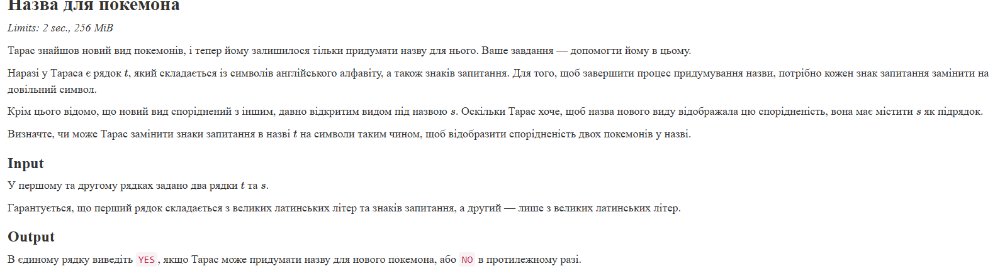 Назва для покемона
Limits: 2 sec., 256 MiB
Тарас знайшов новий вид покемонів, і тепер йому залишилося тільки придумати назву для нього. Ваше завдання — допомогти йому в цьому.
Наразі у Тараса є рядок t, який складається із символів англійського алфавіту, а також знаків запитання. Для того, щоб завершити процес придумування назви, потрібно кожен знак запитання замінити на
довільний символ.
Крім цього відомо, що новий вид споріднений з іншим, давно відкритим видом під назвою s. Оскільки Тарас хоче, щоб назва нового виду відображала цю спорідненість, вона має містити s як підрядок.
Визначте, чи може Тарас замінити знаки запитання в назві t на символи таким чином, щоб відобразити спорідненість двох покемонів у назві.
Input
У першому та другому рядках задано два рядки t та s.
Гарантується, що перший рядок складається з великих латинських літер та знаків запитання, а другий — лише з великих латинських літер.
Output
В єдиному рядку виведіть YES, якщо Тарас може придумати назву для нового покемона, або NO в протилежному разі.